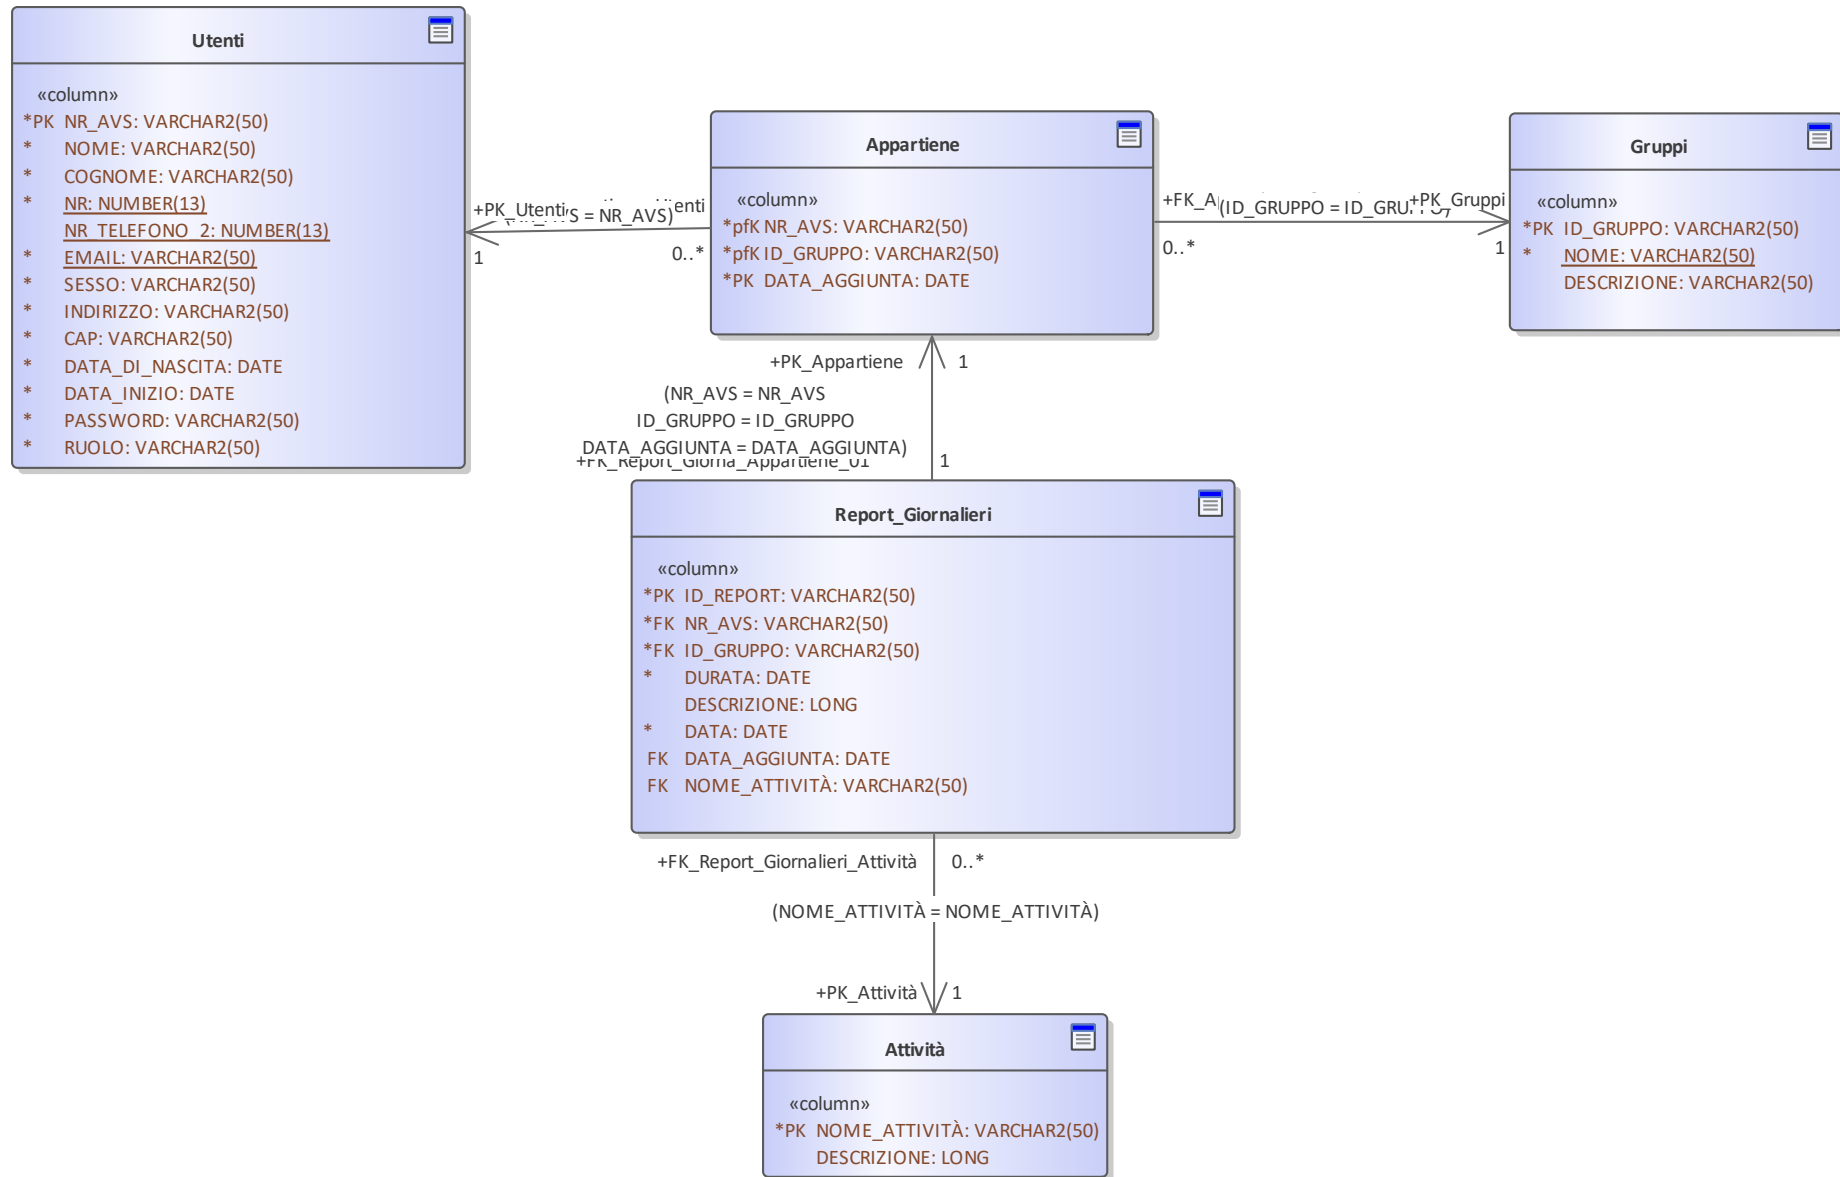 Utenti
«column»
*PK NR_AVS: VARCHAR2(50)
* NOME: VARCHAR2(50)
* COGNOME: VARCHAR2(50)
* NR: NUMBER(13)
NR_TELEFONO_2: NUMBER(13)
* EMAIL: VARCHAR2(50)
* SESSO: VARCHAR2(50)
* INDIRIZZO: VARCHAR2(50)
* CAP: VARCHAR2(50)
* DATA_DI_NASCITA: DATE
* DATA_INIZIO: DATE
* PASSWORD: VARCHAR2(50)
* RUOLO: VARCHAR2(50)
+PK_Utenti
= NR_AVS)
1
0..*
Appartiene
«column»
*pfK NR_AVS: VARCHAR2(50)
*pfK ID_GRUPPO: VARCHAR2(50)
*PK DATA_AGGIUNTA: DATE
(ID_GRUPPO = ID_GRUPPO)
+PK_Gruppi
0..*
1
Gruppi
«column»
*PK ID_GRUPPO: VARCHAR2(50)
* NOME: VARCHAR2(50)
DESCRIZIONE: VARCHAR2(50)
+PK_Appartiene
1
(NR_AVS = NR_AVS
ID_GRUPPO = ID_GRUPPO
DATA_AGGIUNTA = DATA_AGGIUNTA)
+FK_Report_Giorna_Appartiene_01
1
Report_Giornalieri
«column»
*PK ID_REPORT: VARCHAR2(50)
*FK NR_AVS: VARCHAR2(50)
*FK ID_GRUPPO: VARCHAR2(50)
* DURATA: DATE
DESCRIZIONE: LONG
* DATA: DATE
FK DATA_AGGIUNTA: DATE
FK NOME_ATTIVITÀ: VARCHAR2(50)
+FK_Report_Giornalieri_Attività
0..*
(NOME_ATTIVITÀ = NOME_ATTIVITÀ)
+PK_Attività
1
Attività
«column»
*PK NOME_ATTIVITÀ: VARCHAR2(50)
DESCRIZIONE: LONG